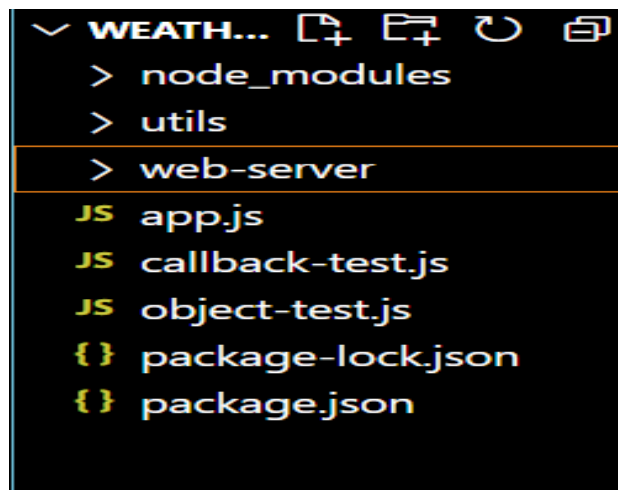 WEATH...
node_modules
utils
web-server
JS app.js
JS callback-test.js
JS object-test.js
{} package-lock.json
{} package.json